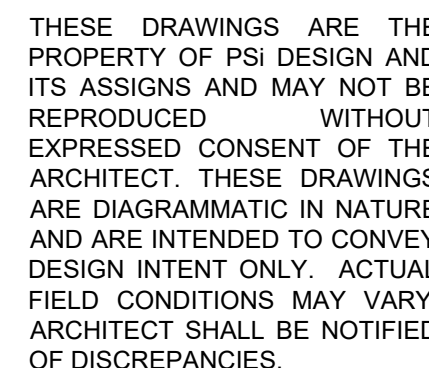 THESE DRAWINGS ARE THE
PROPERTY OF PSi DESIGN AND
ITS ASSIGNS AND MAY NOT BE
REPRODUCED WITHOUT
EXPRESSED CONSENT OF THE
ARCHITECT. THESE DRAWINGS
ARE DIAGRAMMATIC IN NATURE
AND ARE INTENDED TO CONVEY
DESIGN INTENT ONLY. ACTUAL
FIELD CONDITIONS MAY VARY
ARCHITECT SHALL BE NOTIFIED
OF DISCREPANCIES.